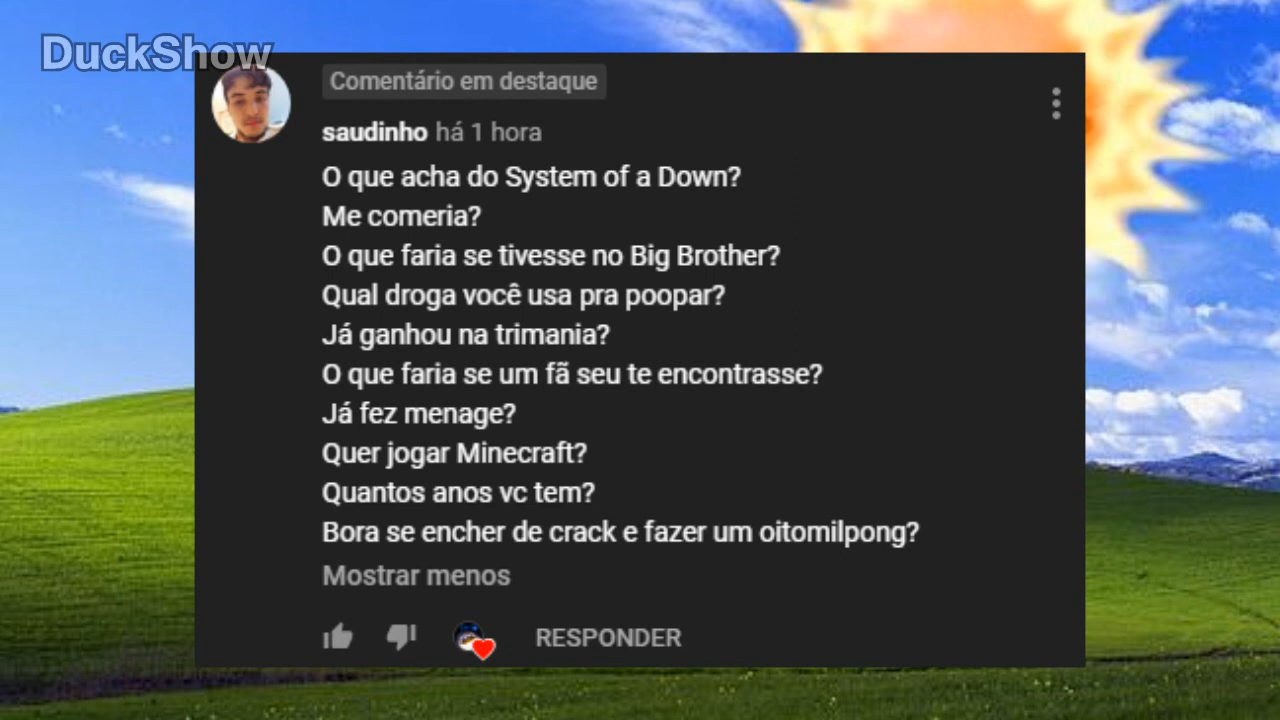 DuckShow
Comentário em destaque
saudinho há 1 hora
O que acha do System of a Down?
Me comeria?
O que faria se tivesse no Big Brother?
Qual droga você usa pra poopar?
Já ganhou na trimania?
O que faria se um fã seu te encontrasse?
Já fez menage?
Quer jogar Minecraft?
Quantos anos vc tem?
Bora se encher de crack e fazer um oitomilpong?
Mostrar menos
RESPONDER